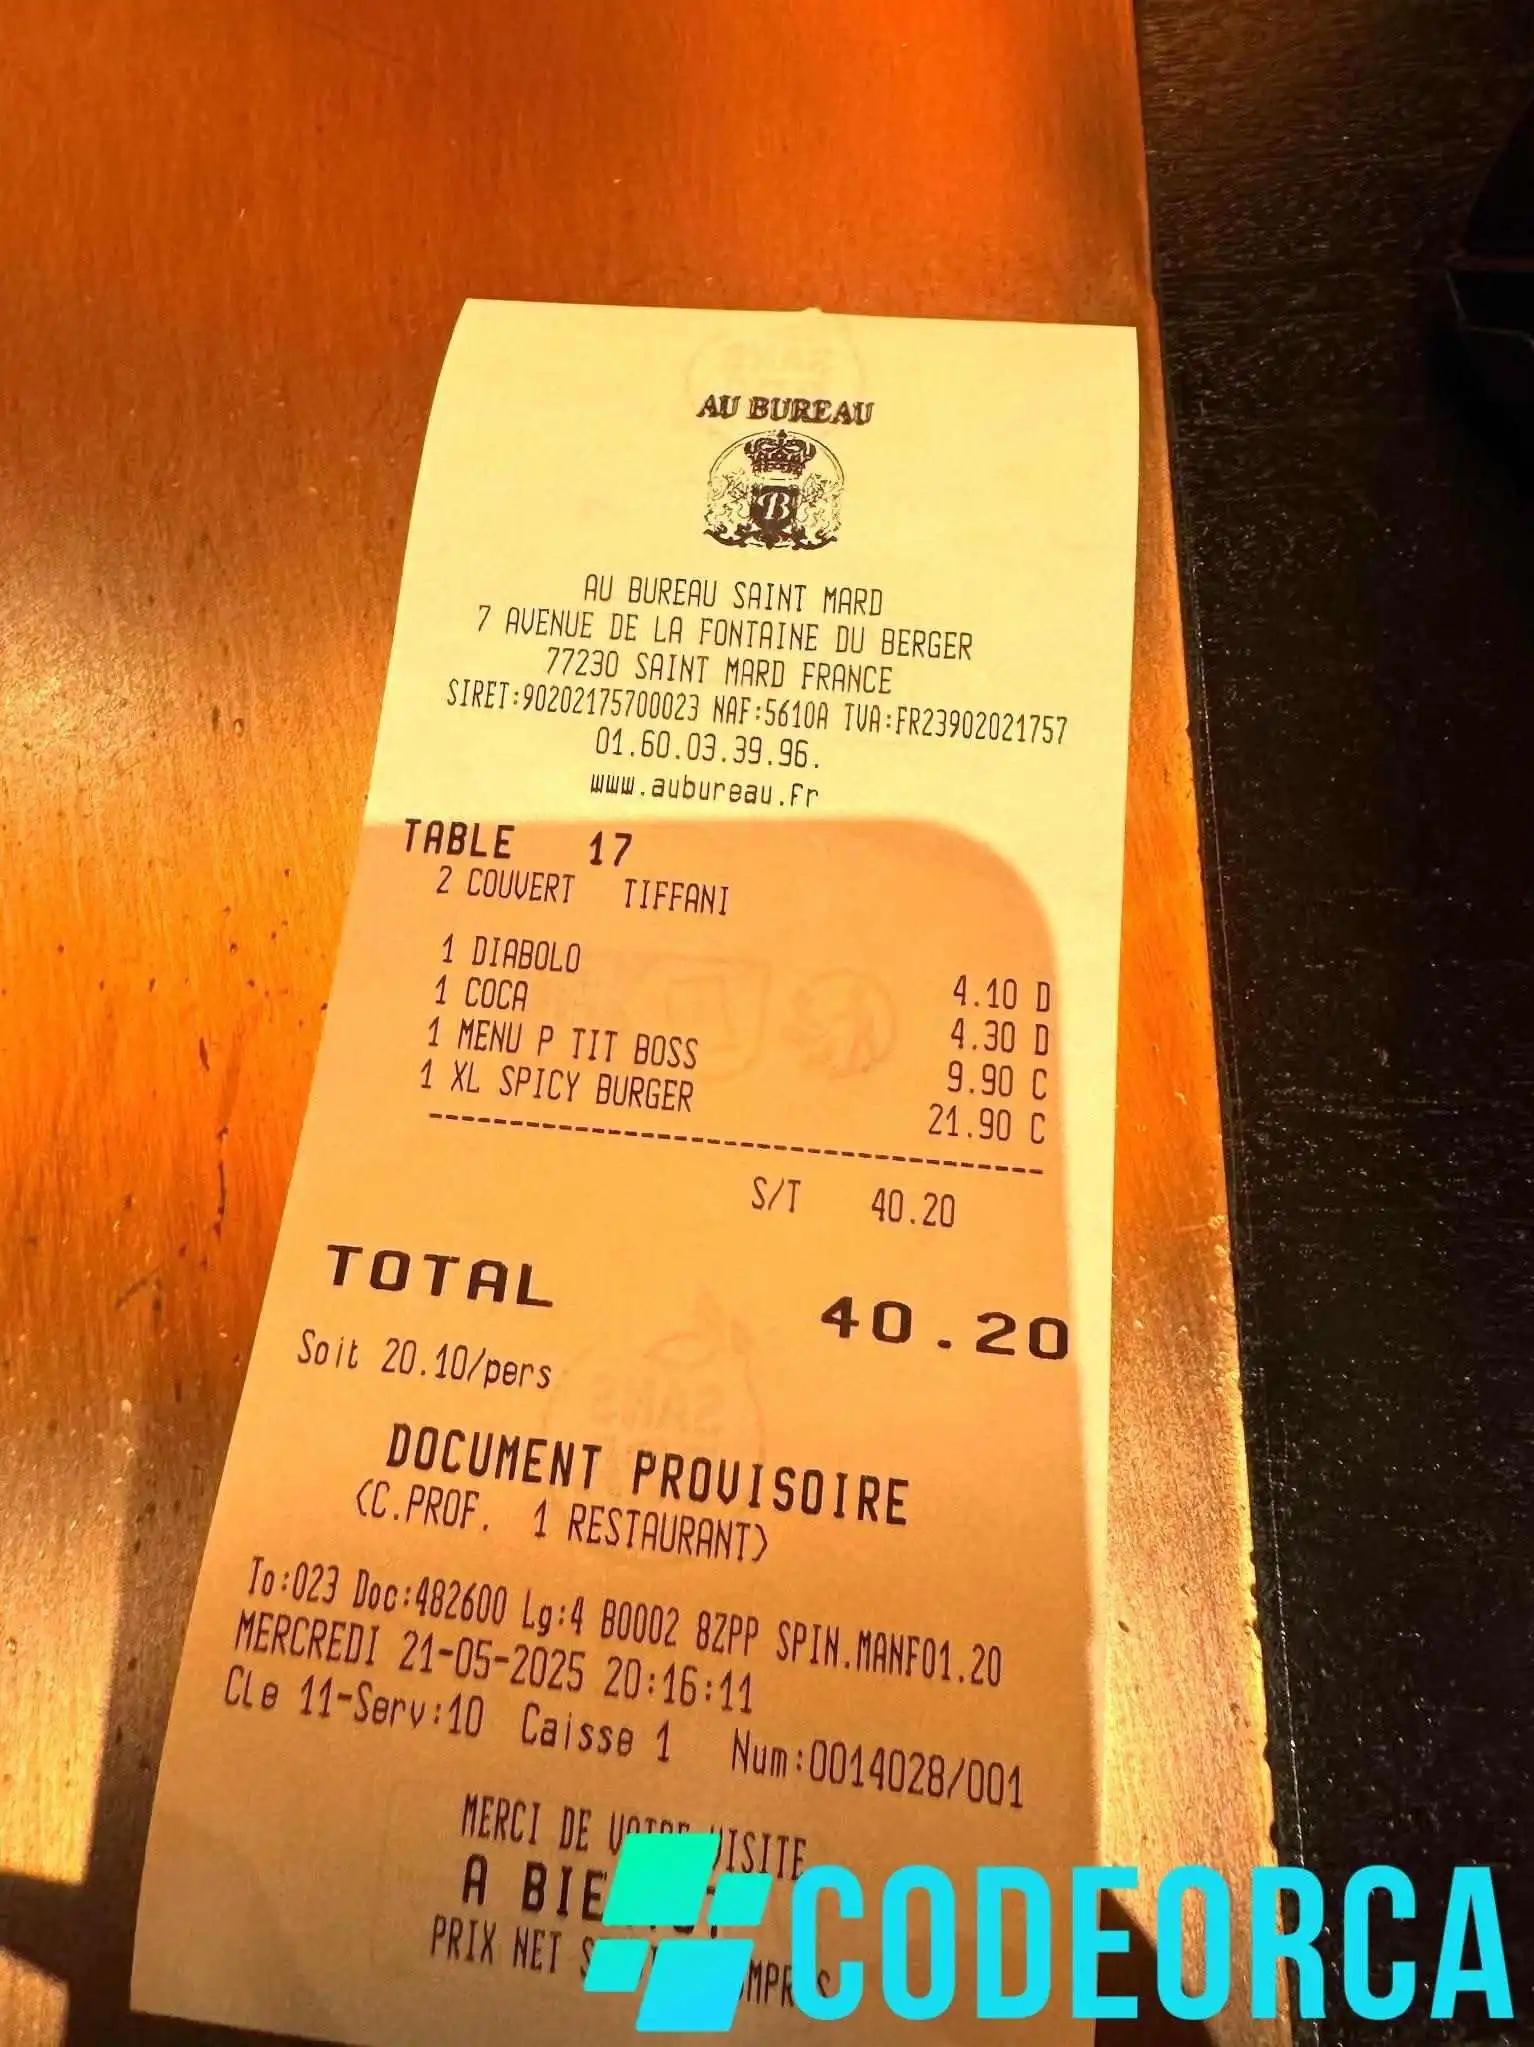 AU BUREAU
B
AU BUREAU SAINT MARD
7 AVENUE DE LA FONTAINE DU BERGER
77230 SAINT MARD FRANCE
SIRET:90202175700023 NAF:5610A TVA:FR23902021757
01.60.03.39.96.
www.aubureau.fr
TABLE 17
2 COUVERT TIFFANI
1 DIABOLO 4.10 D
1 COCA 4.30 D
1 MENU P TIT BOSS 9.90 C
1 XL SPICY BURGER 21.90 C
S/T 40.20
TOTAL 40.20
Soit 20.10/pers
DOCUMENT PROVISOIRE
(C.PROF. 1 RESTAURANT)
To:023 Doc:482600 Lg:4 B0002 8ZPP SPIN.MANF01.20
MERCREDI 21-05-2025 20:16:11
Cle 11-Serv:10 Caisse 1 Num:0014028/001
MERCI DE VOTRE VISITE
A
PRIX NET
CODEORCA